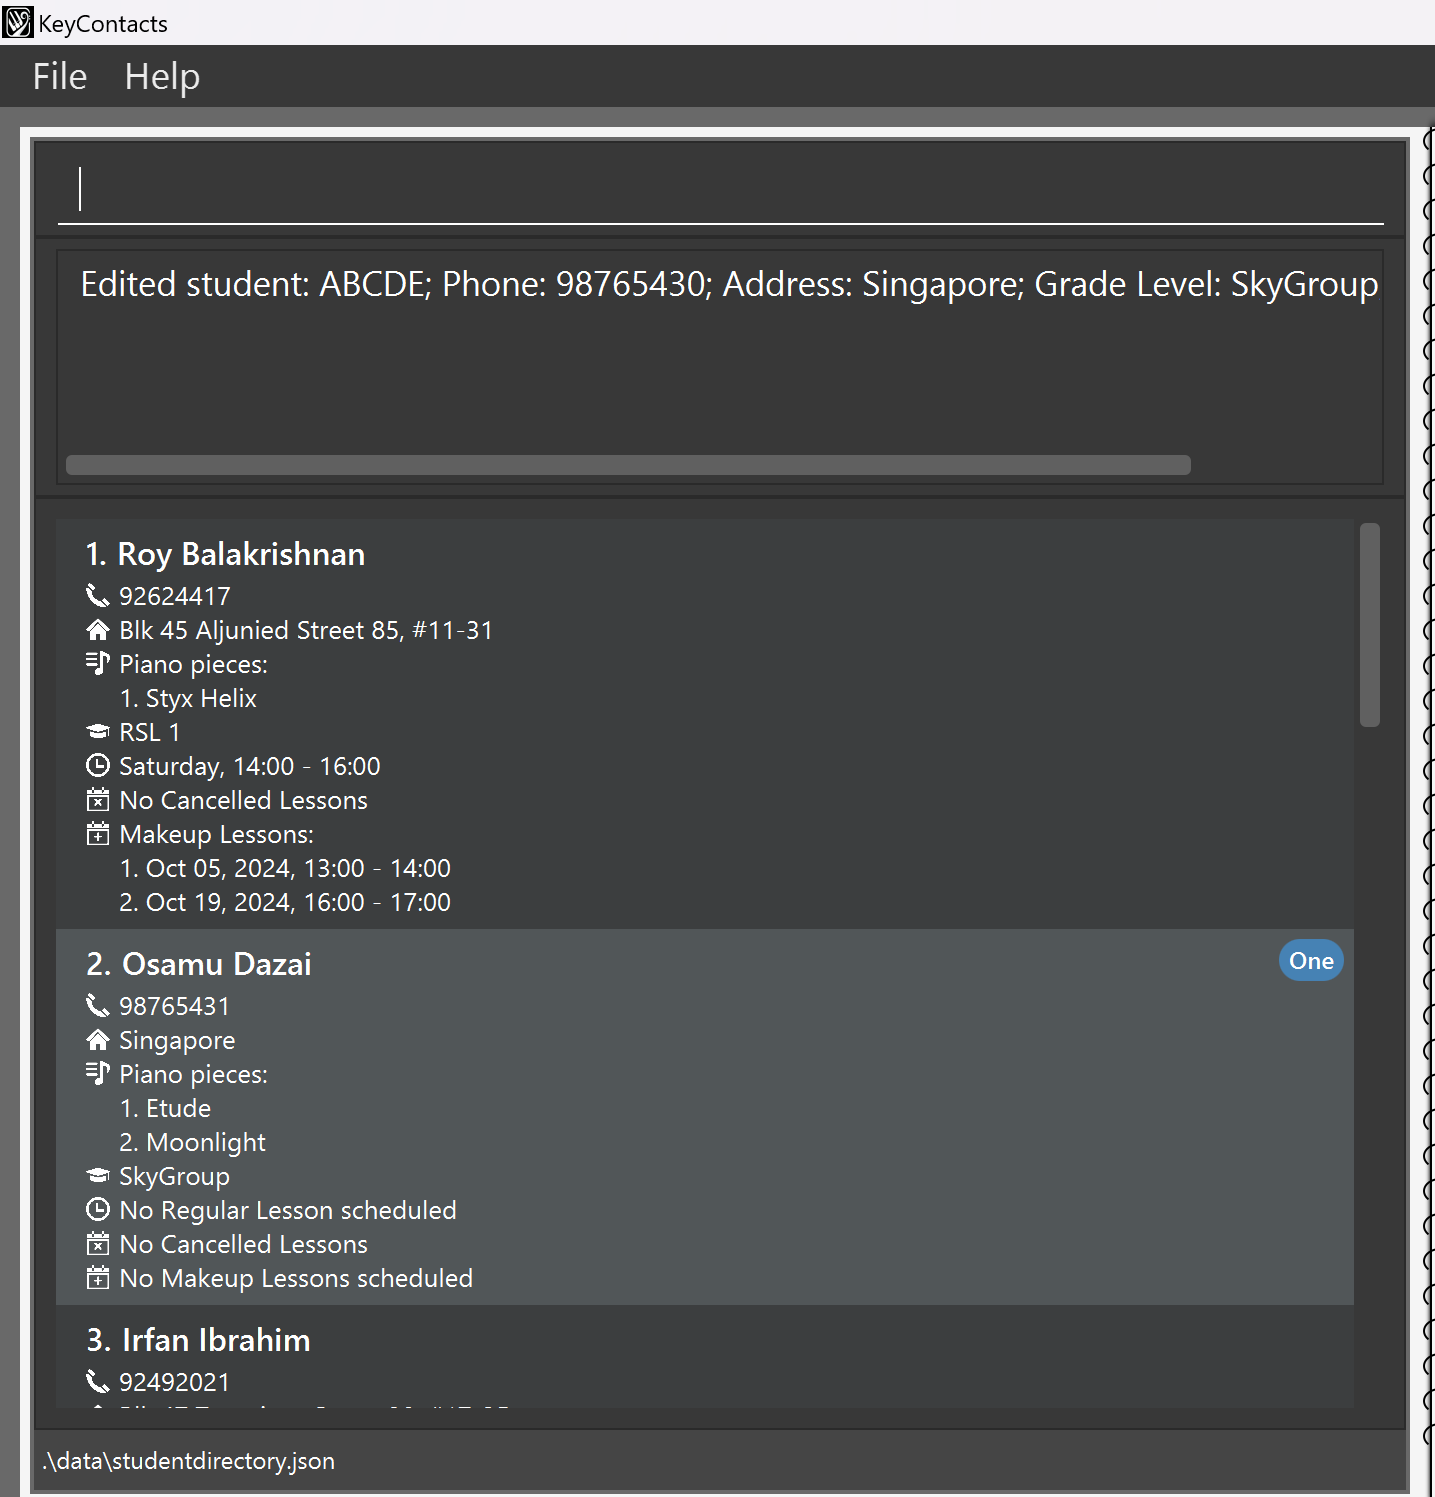 KeyContacts
File Help
Edited student: ABCDE; Phone: 98765430; Address: Singapore; Grade Level: SkyGroup
1. Roy Balakrishnan
92624417
Blk 45 Aljunied Street 85, #11-31
Piano pieces:
1. Styx Helix
RSL 1
Saturday, 14:00 - 16:00
No Cancelled Lessons
Makeup Lessons:
1. Oct 05, 2024, 13:00 - 14:00
2. Oct 19, 2024, 16:00 - 17:00
2. Osamu Dazai
One
98765431
Singapore
Piano pieces:
1. Etude
2. Moonlight
SkyGroup
No Regular Lesson scheduled
No Cancelled Lessons
No Makeup Lessons scheduled
3. Irfan Ibrahim
92492021
.\data\studentdirectory.json